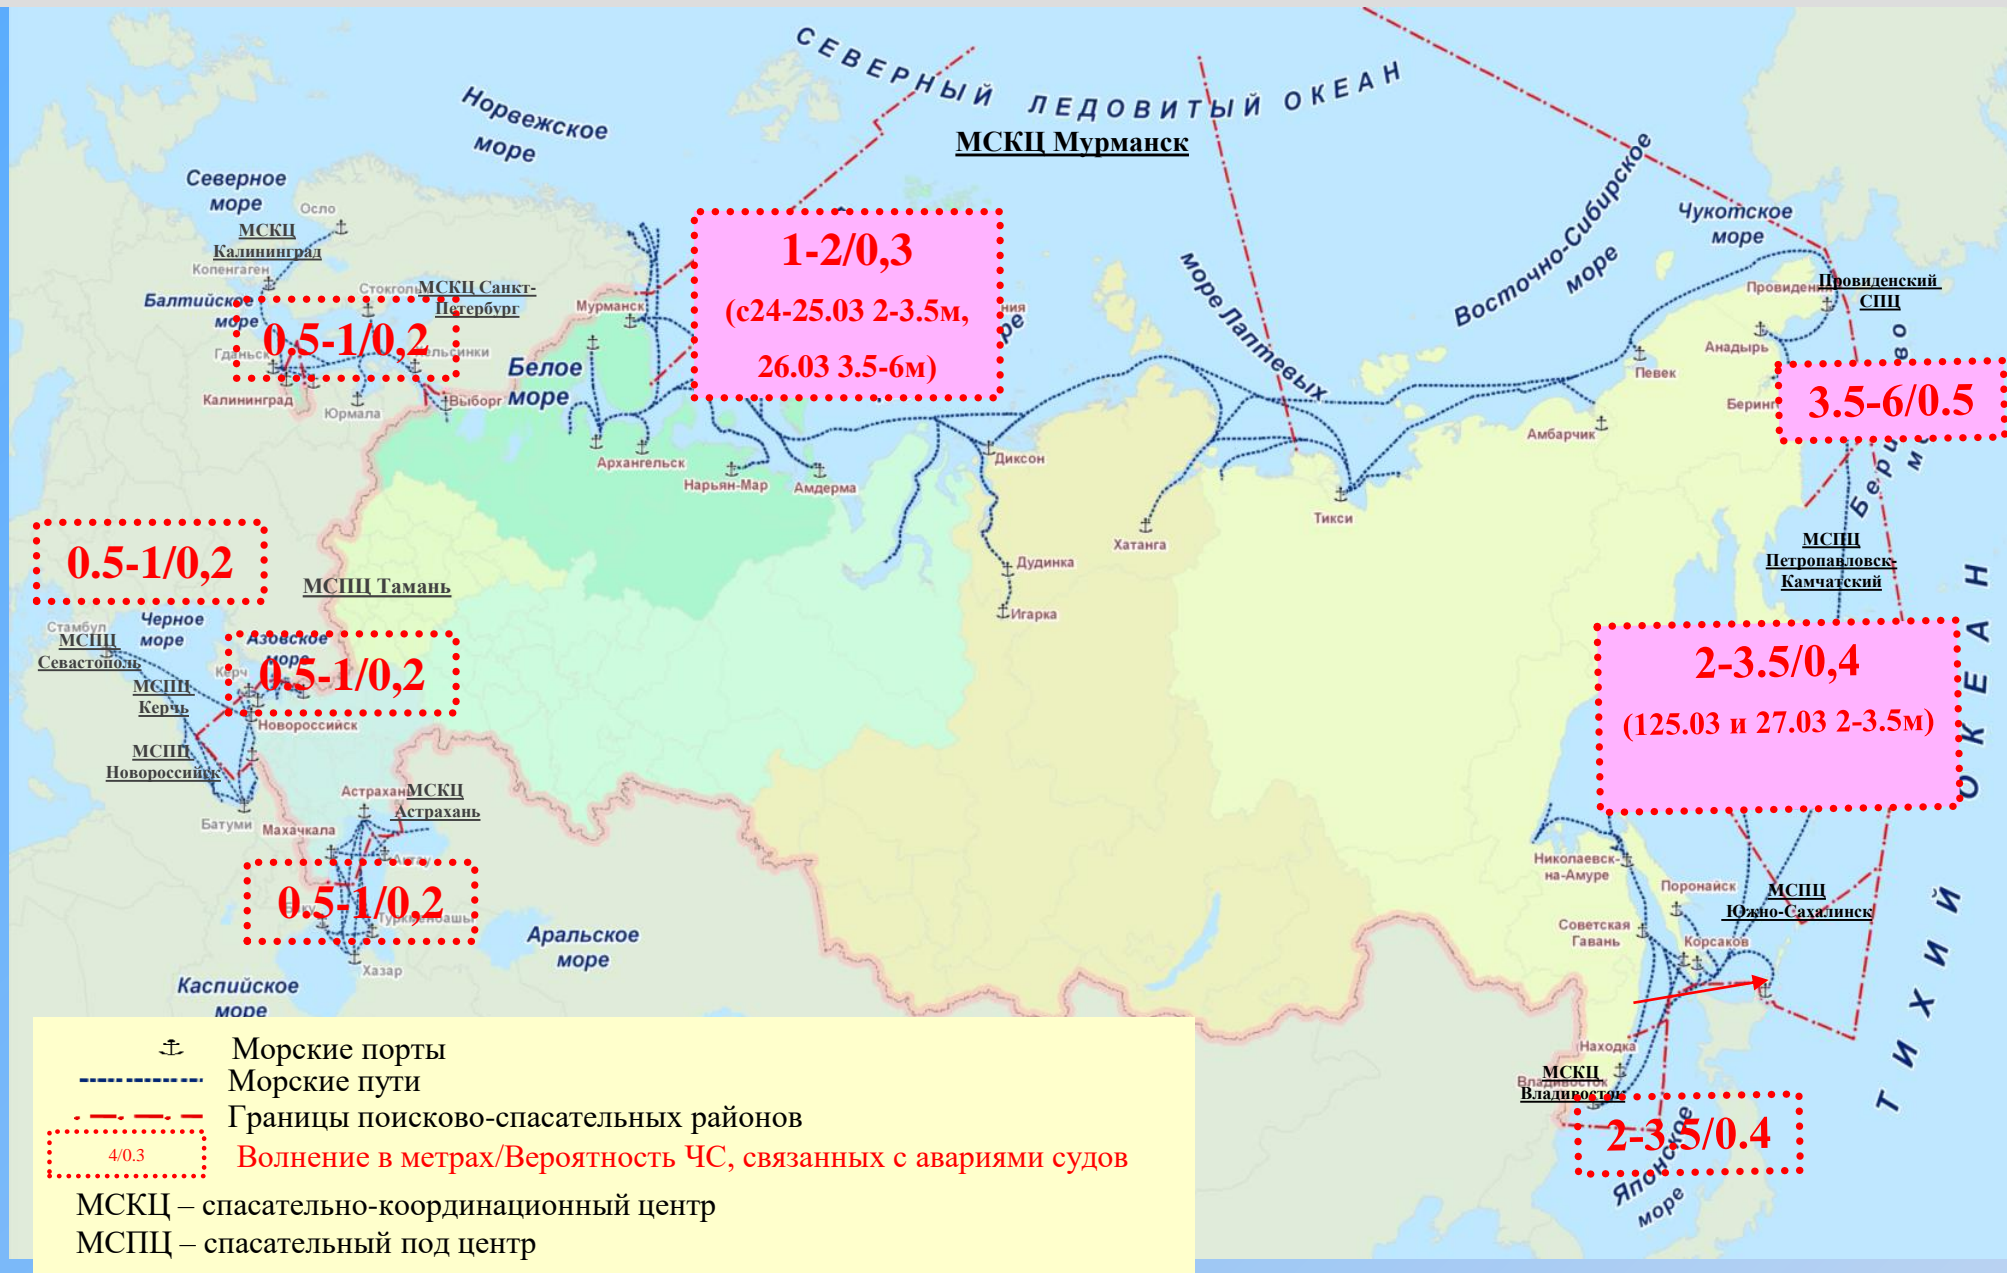 СЕВЕРНЫЙ ЛЕДОВИТЫЙ ОКЕАН
МСКЦ Мурманск
Норвежское
море
Северное
море
Осло
МСКЦ
Калининград
Копенгаген
Балтийское
море
МСКЦ Санкт-
Петербург
0.5-1/0,2
Гданьск
Калининград
Юрмала
Выборг
Мурманск
Белое
море
1-2/0,3
(с24-25.03 2-3.5м,
26.03 3.5-6м)
море Лаптевых
Восточно-Сибирское
море
Чукотское
море
Провиденский
СПЦ
Анадырь
Певек
3.5-6/0.5
Амбарчик
Архангельск
Нарьян-Мар
Амдерма
Диксон
Тикси
Хатанга
Дудинка
Игарка
МСПЦ
Петропавловск-
Камчатский
0.5-1/0,2
МСПЦ Тамань
Черное
море
Стамбул
МСПЦ
Севастополь
Азовское
море
0.5-1/0,2
Керч
МСПЦ
Керчь
Новороссийск
МСПЦ
Новороссийск
Батуми
Астрахань
МСКЦ
Астрахань
Махачкала
Актау
0.5-1/0,2
Баку
Туркменбашы
Хазар
Аральское
море
Каспийское
море
2-3.5/0,4
(125.03 и 27.03 2-3.5м)
ТИХИЙ ОКЕАН
Николаевск-
на-Амуре
Поронайск
МСПЦ
Южно-Сахалинск
Советская
Гавань
Корсаков
Находка
МСКЦ
Владивосток
Владивосток
2-3.5/0.4
Японское
море
Морские порты
Морские пути
Границы поисково-спасательных районов
4/0.3
Волнение в метрах/Вероятность ЧС, связанных с авариями судов
МСКЦ – спасательно-координационный центр
МСПЦ – спасательный под центр